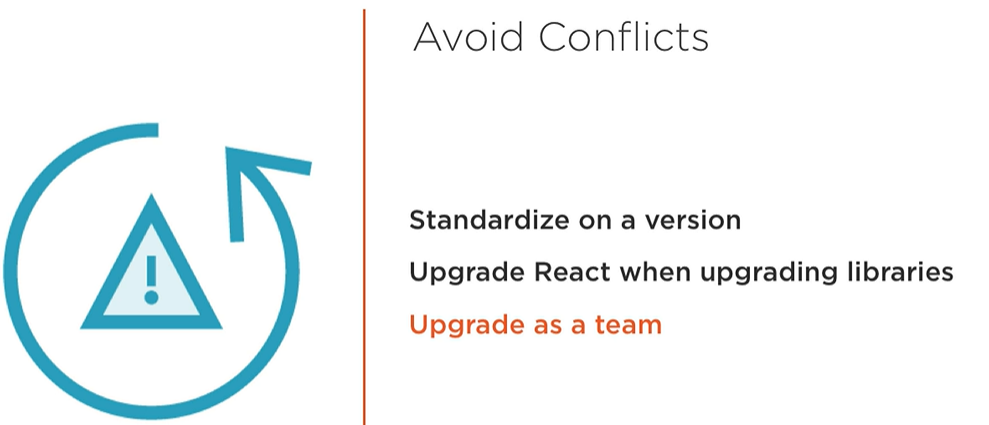 Avoid Conflicts
Standardize on a version
Upgrade React when upgrading libraries
Upgrade as a team